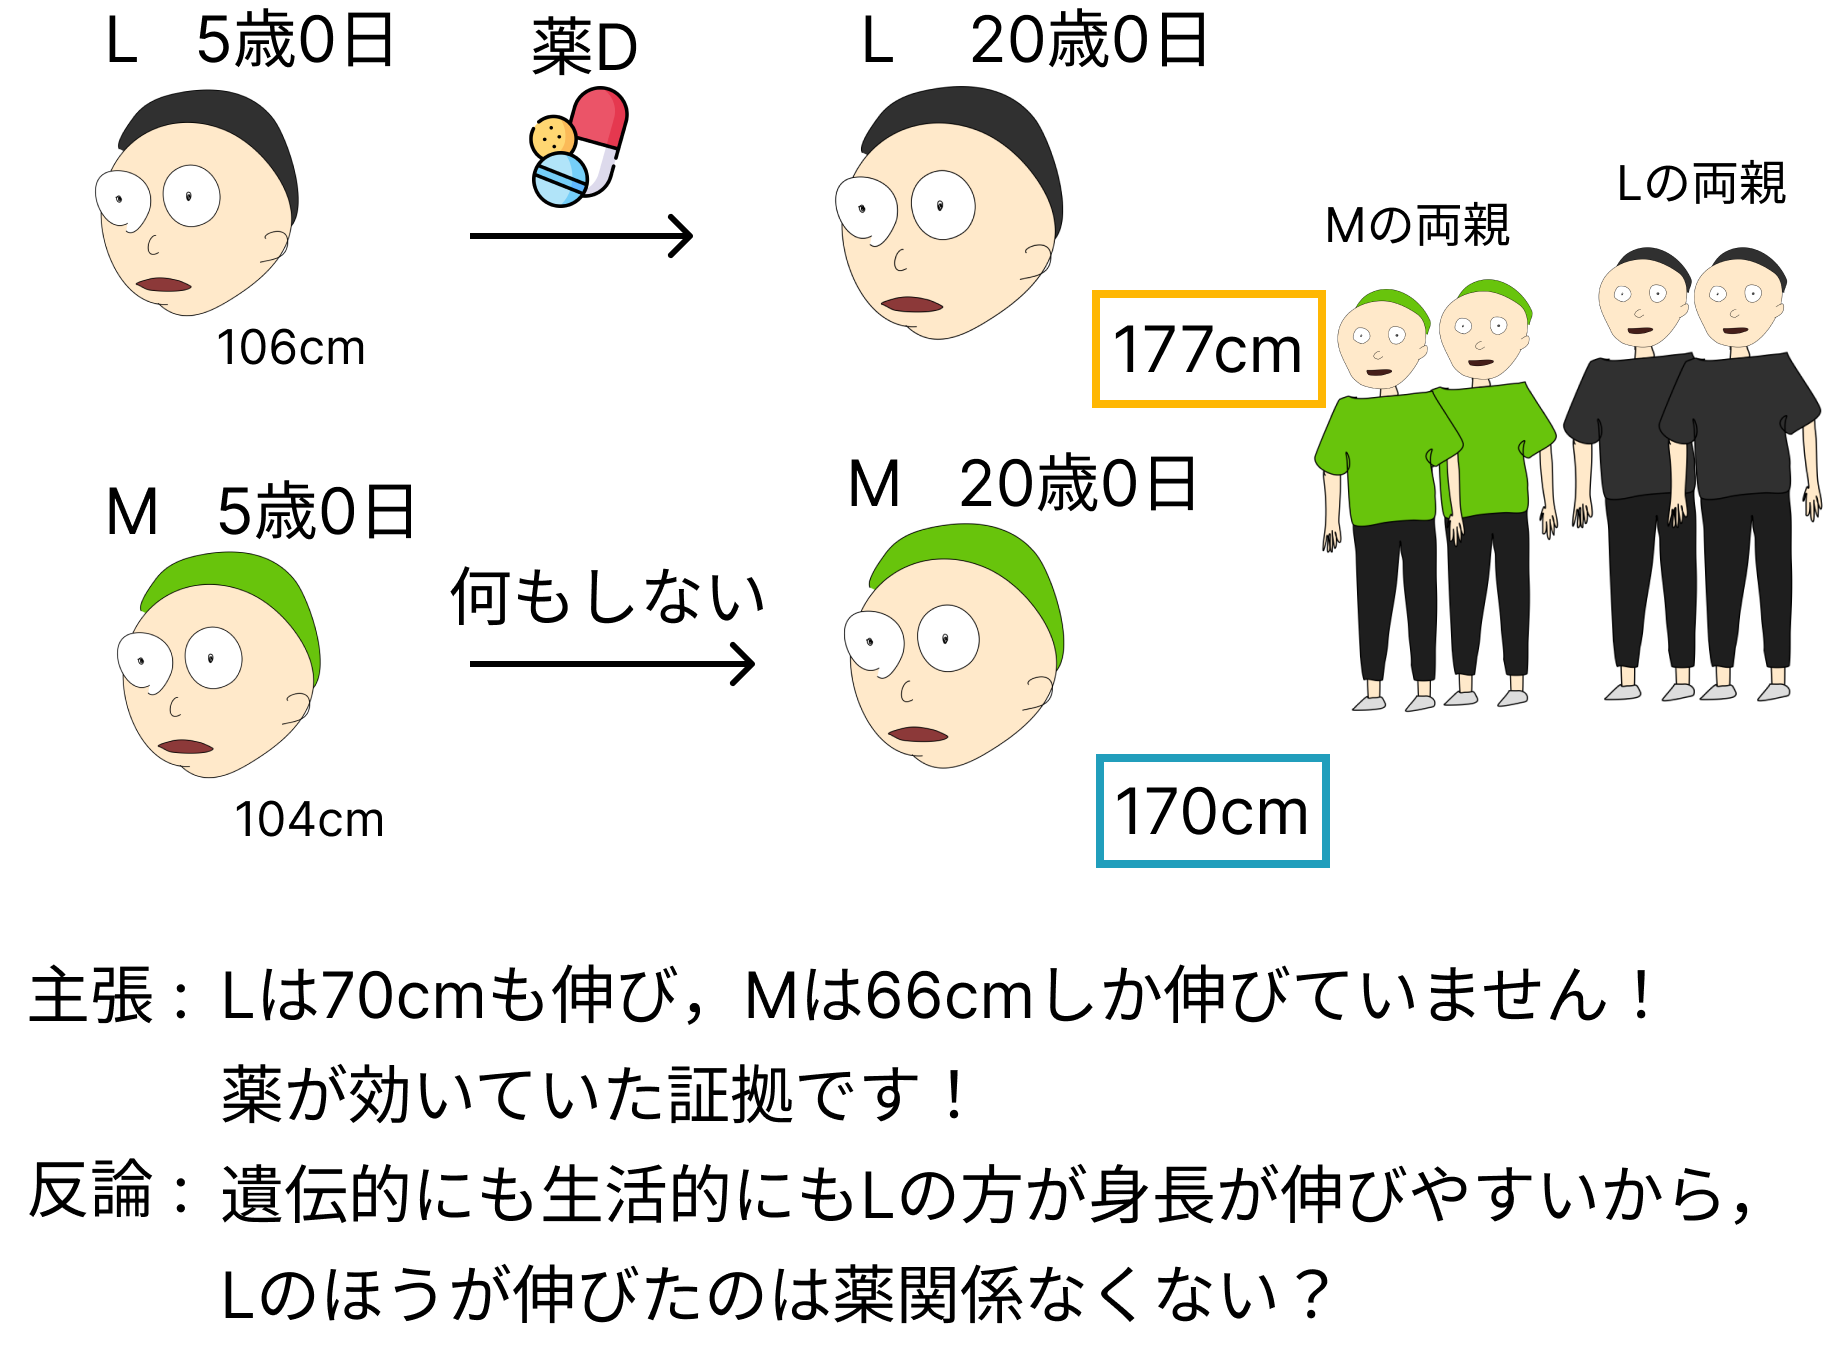 L 5歳0日
薬D
L 20歳0日
106cm
177cm
Mの両親
Lの両親
M 5歳0日
何もしない
M 20歳0日
104cm
170cm
主張：Lは70cmも伸び，Mは66cmしか伸びていません！
薬が効いていた証拠です！
反論：遺伝的にも生活的にもLの方が身長が伸びやすいから，
Lのほうが伸びたのは薬関係なくない？